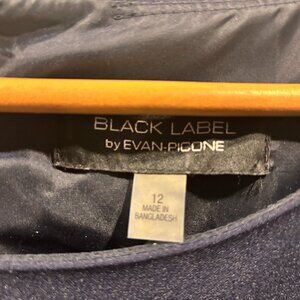 BLACK LABEL
by EVAN-PICONE
12
MADE IN
BANGLADESH